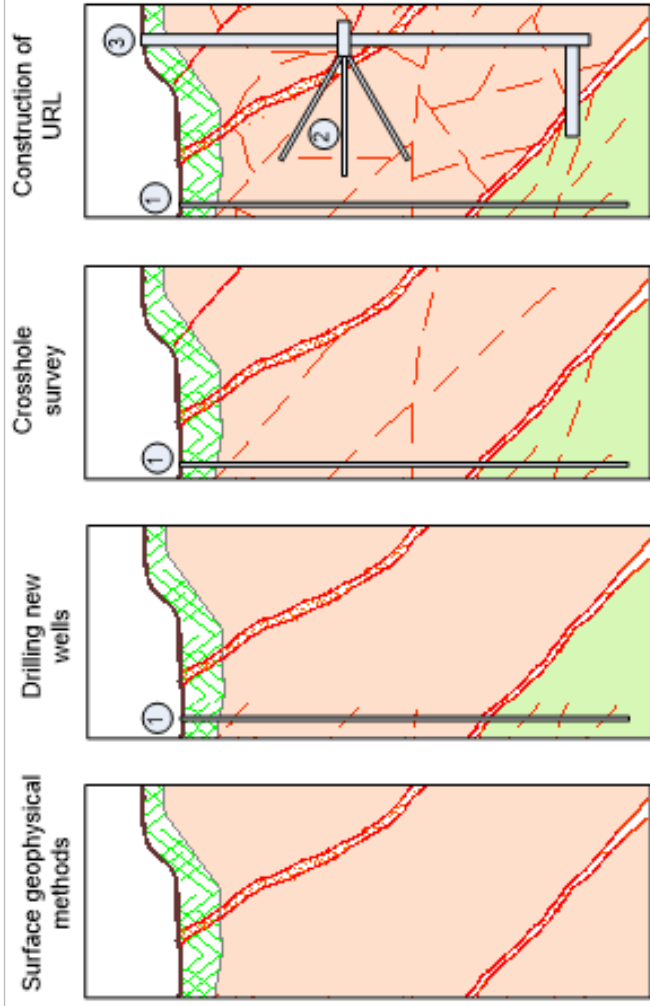 Surface geophysical
methods
Drilling new
wells
1
Crosshole
survey
1
Construction of
URL
1
3
2